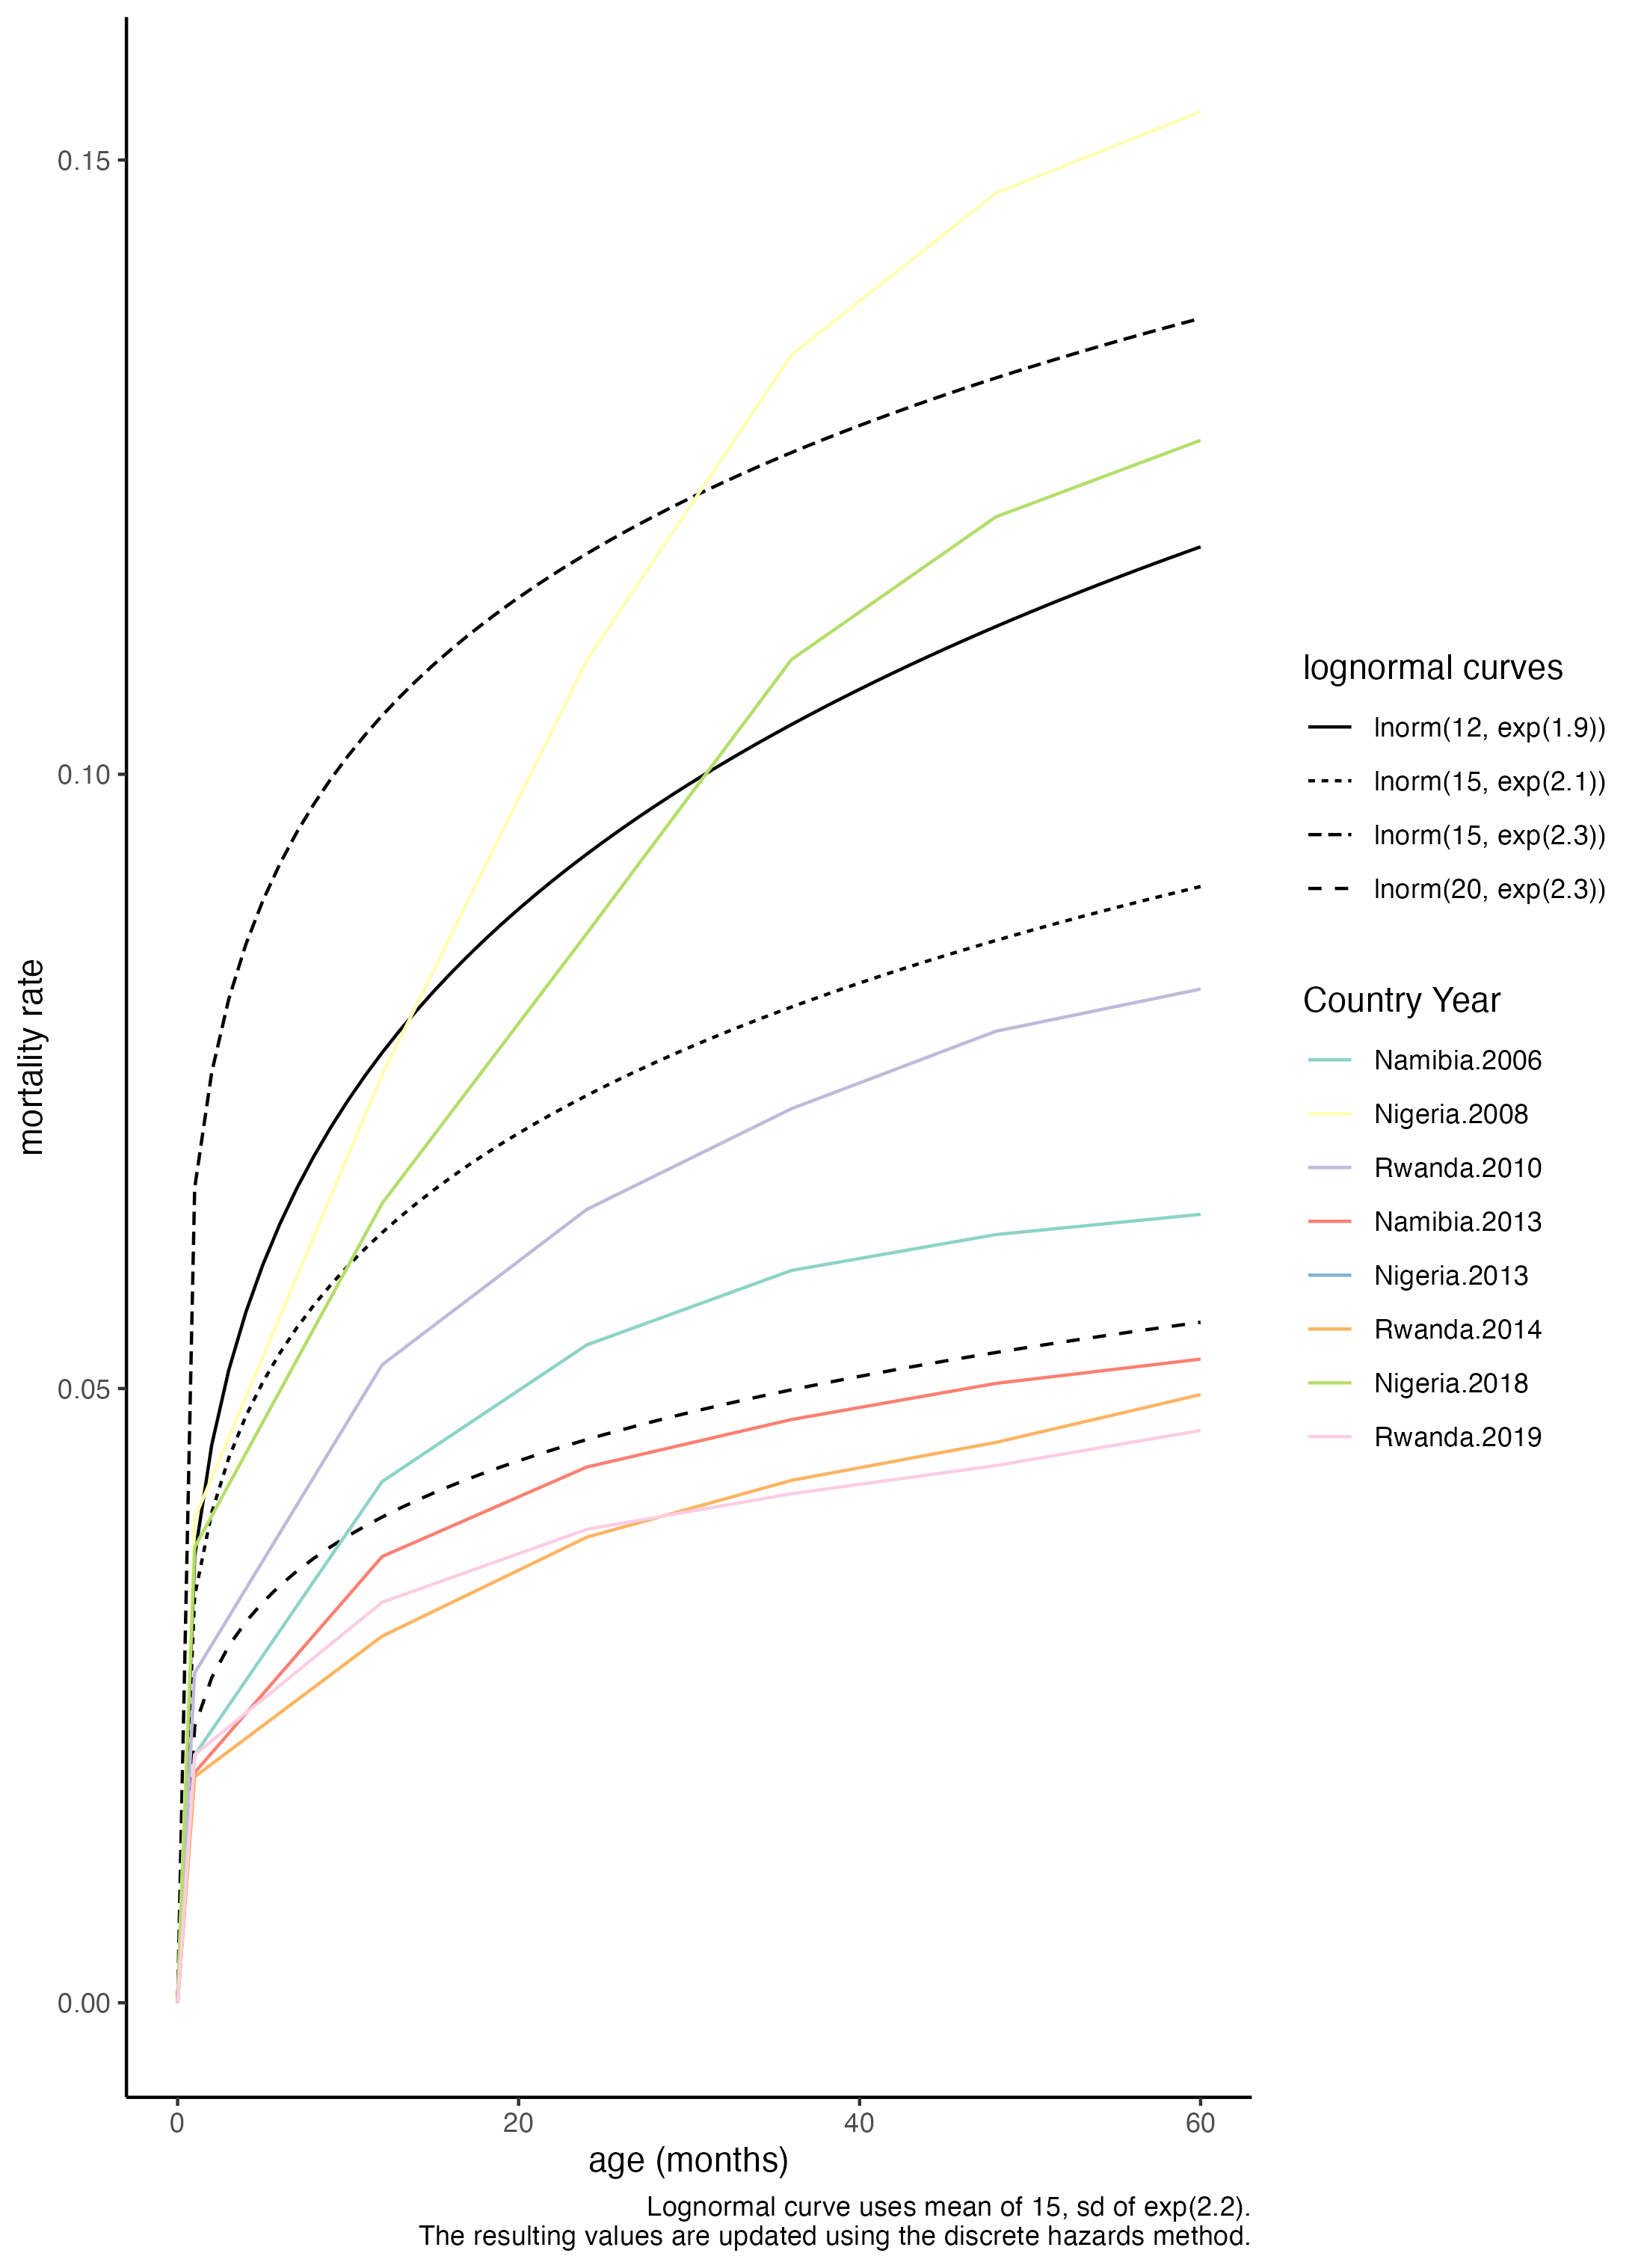 0.15
0.10
0.05
0.00
mortality rate
0 20 40 60
age (months)
lognormal curves
lnorm(12, exp(1.9))
lnorm(15, exp(2.1))
lnorm(15, exp(2.3))
lnorm(20, exp(2.3))
Country Year
Namibia.2006
Nigeria.2008
Rwanda.2010
Namibia.2013
Nigeria.2013
Rwanda.2014
Nigeria.2018
Rwanda.2019
Lognormal curve uses mean of 15, sd of exp(2.2).
The resulting values are updated using the discrete hazards method.